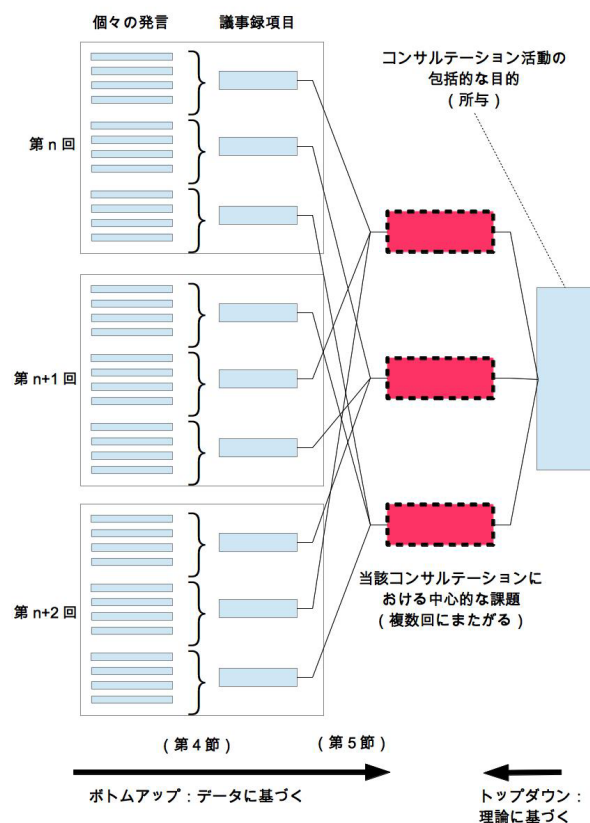 個々の発言
議事録項目
コンサルテーション活動の
包括的な目的
(所与)
第 n 回
第 n+1 回
第 n+2 回
当該コンサルテーションに
おける中心的な課題
(複数回にまたがる)
(第4節)
(第5節)
ボトムアップ:データに基づく
トップダウン:
理論に基づく